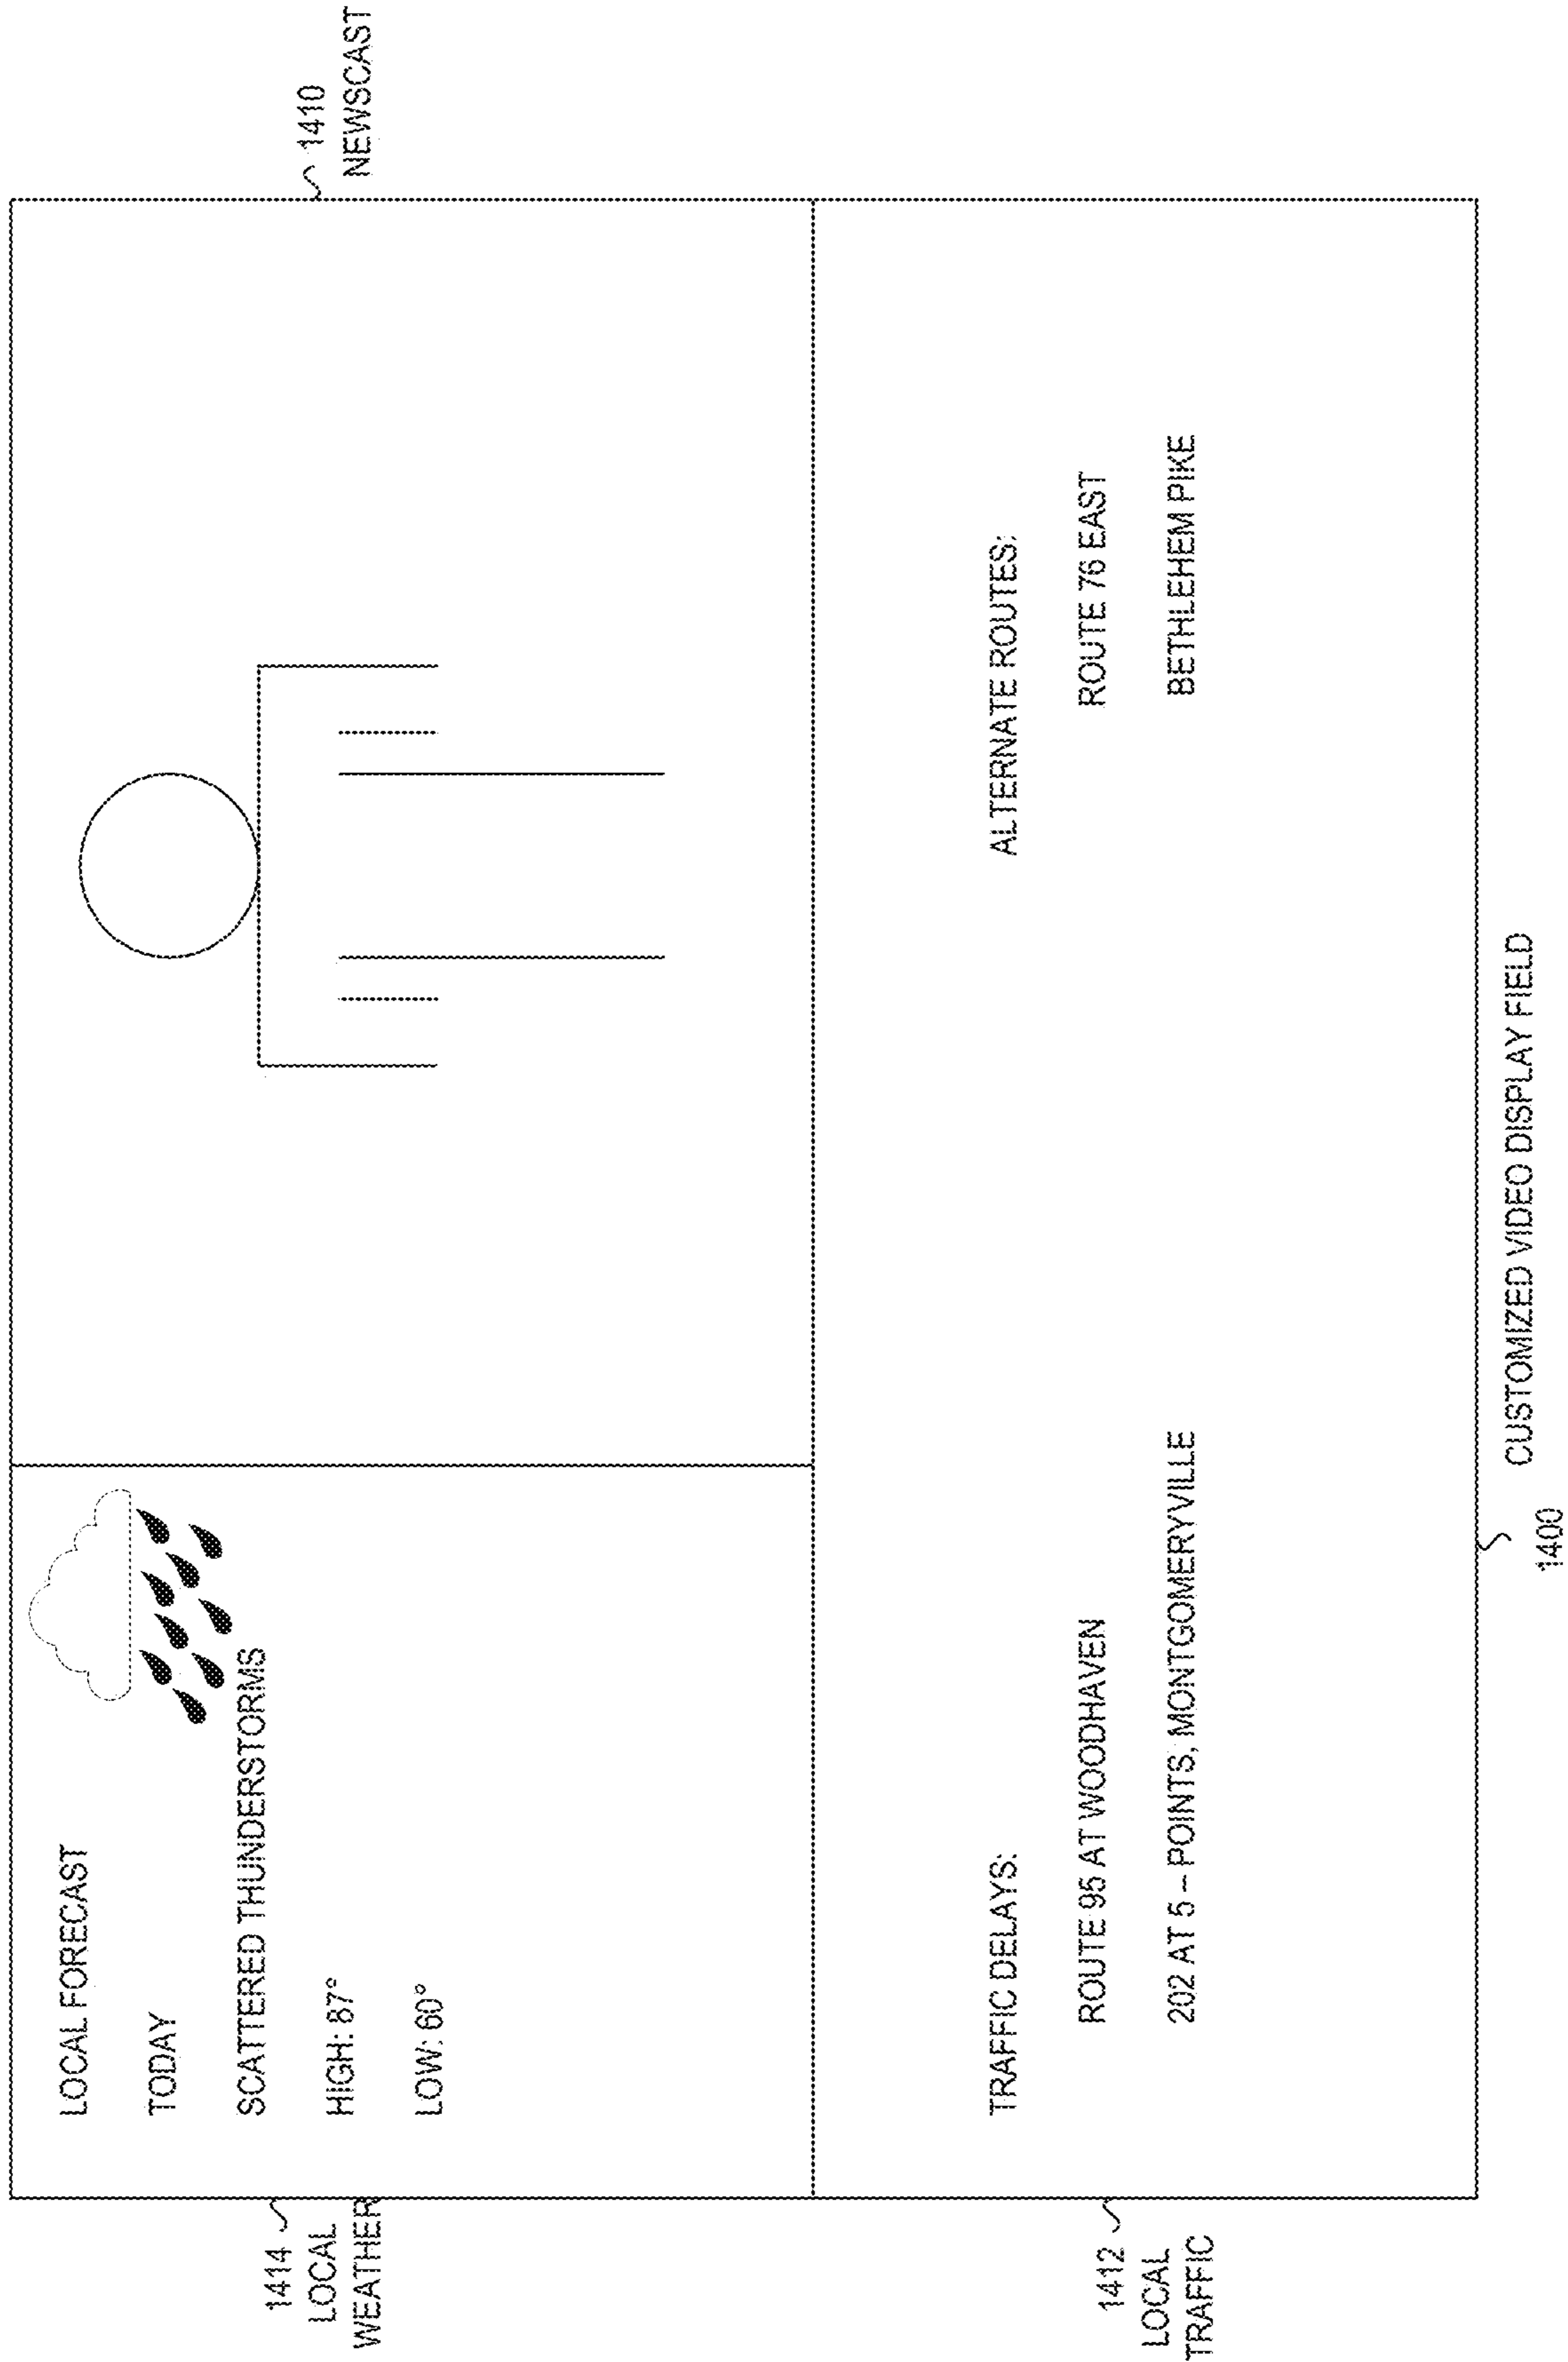 1414
LOCAL
WEATHER
LOCAL FORECAST
TODAY
SCATTERED THUNDERSTORMS
HIGH: 87°
LOW: 60°
1410
NEWSCAST
1412
LOCAL
TRAFFIC
TRAFFIC DELAYS:
ROUTE 95 AT WOODHAVEN
202 AT 5 – POINTS, MONTGOMERYVILLE
ALTERNATE ROUTES:
ROUTE 76 EAST
BETHLEHEM PIKE
CUSTOMIZED VIDEO DISPLAY FIELD
1400